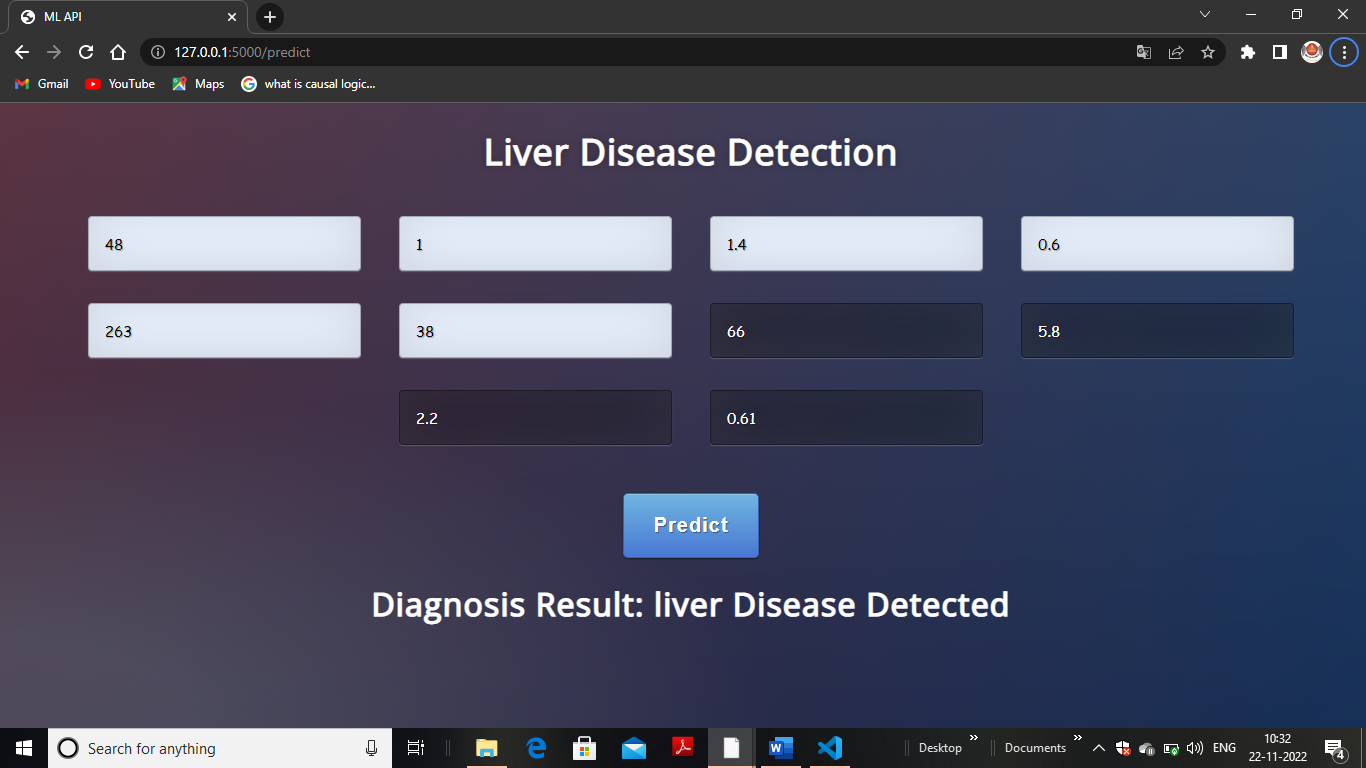 ML API
127.0.0.1:5000/predict
Gmail YouTube Maps what is causal logic...
Liver Disease Detection
48 1 1.4 0.6
263 38 66 5.8
2.2 0.61
Predict
Diagnosis Result: liver Disease Detected
Search for anything Desktop » Documents » ENG 10:32
22-11-2022 4